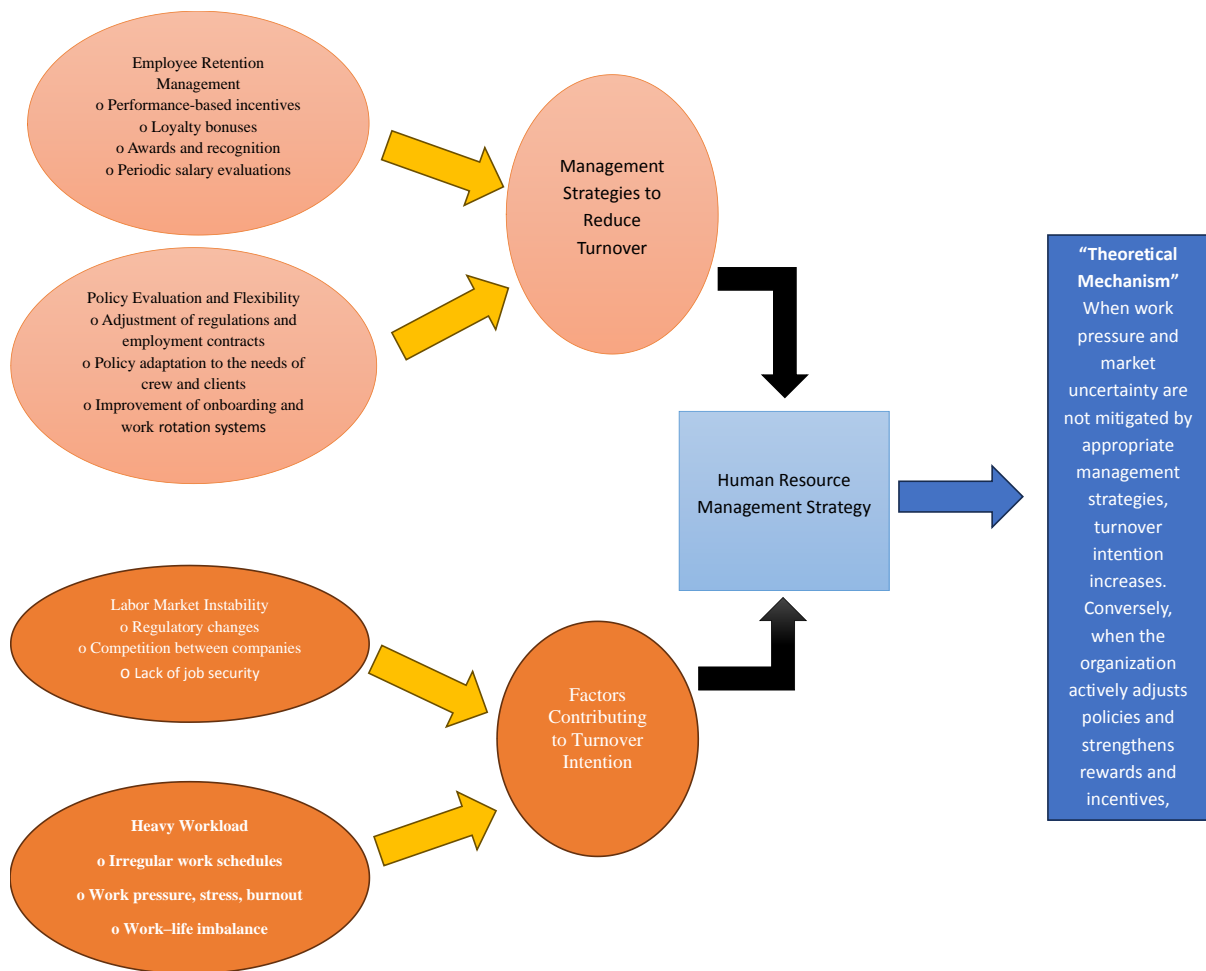 Employee Retention
Management
o Performance-based incentives
o Loyalty bonuses
o Awards and recognition
o Periodic salary evaluations
Management
Strategies to
Reduce
Turnover
Policy Evaluation and Flexibility
o Adjustment of regulations and
employment contracts
o Policy adaptation to the needs of
crew and clients
o Improvement of onboarding and
work rotation systems
Human Resource
Management Strategy
“Theoretical
Mechanism”
When work
pressure and
market
uncertainty are
not mitigated by
appropriate
management
strategies,
turnover
intention
increases.
Conversely,
when the
organization
actively adjusts
policies and
strengthens
rewards and
incentives,
Labor Market Instability
o Regulatory changes
o Competition between companies
o Lack of job security
Factors
Contributing
to Turnover
Intention
Heavy Workload
o Irregular work schedules
o Work pressure, stress, burnout
o Work–life imbalance